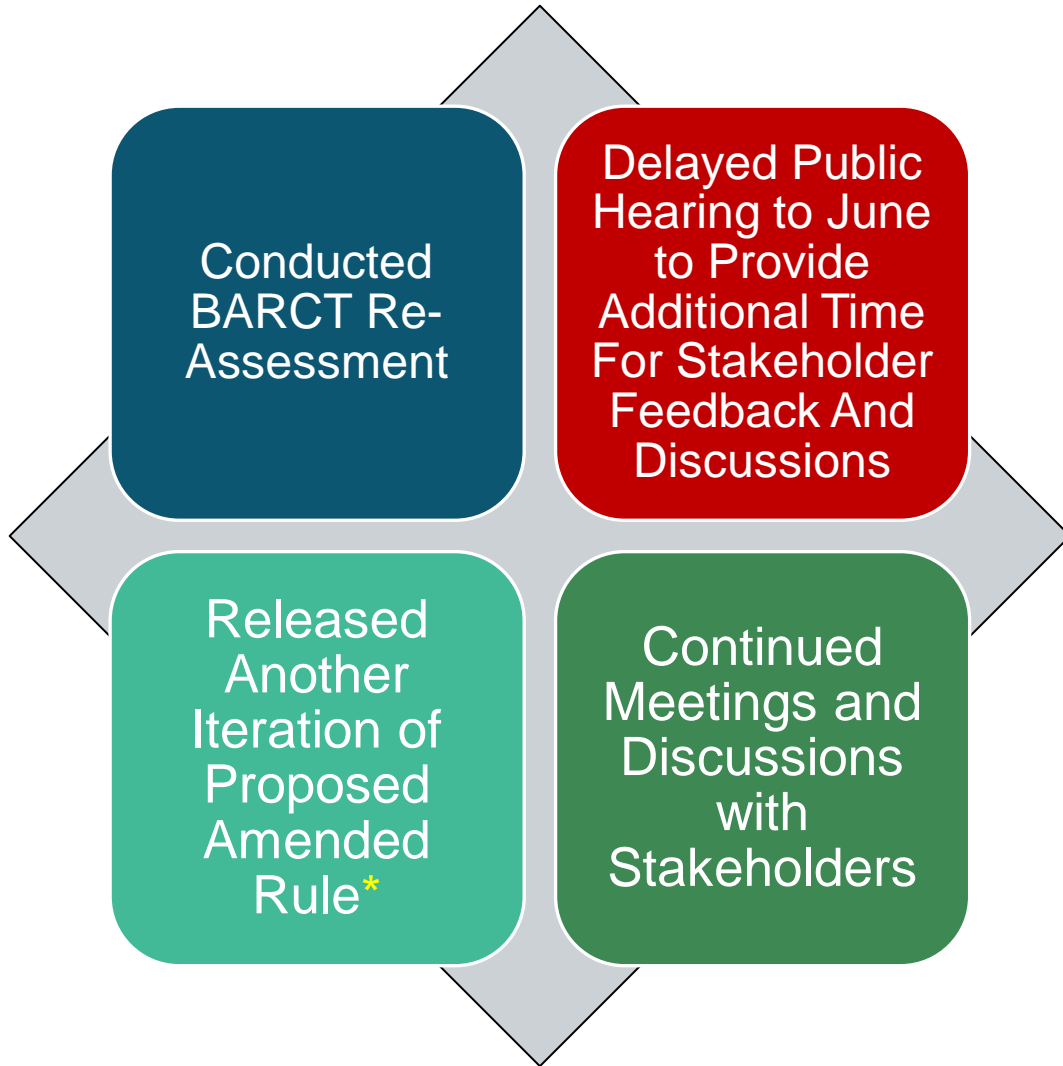 Conducted
BARCT Re-
Assessment
Delayed Public
Hearing to June
to Provide
Additional Time
For Stakeholder
Feedback And
Discussions
Released
Another
Iteration of
Proposed
Amended
Rule*
Continued
Meetings and
Discussions
with
Stakeholders